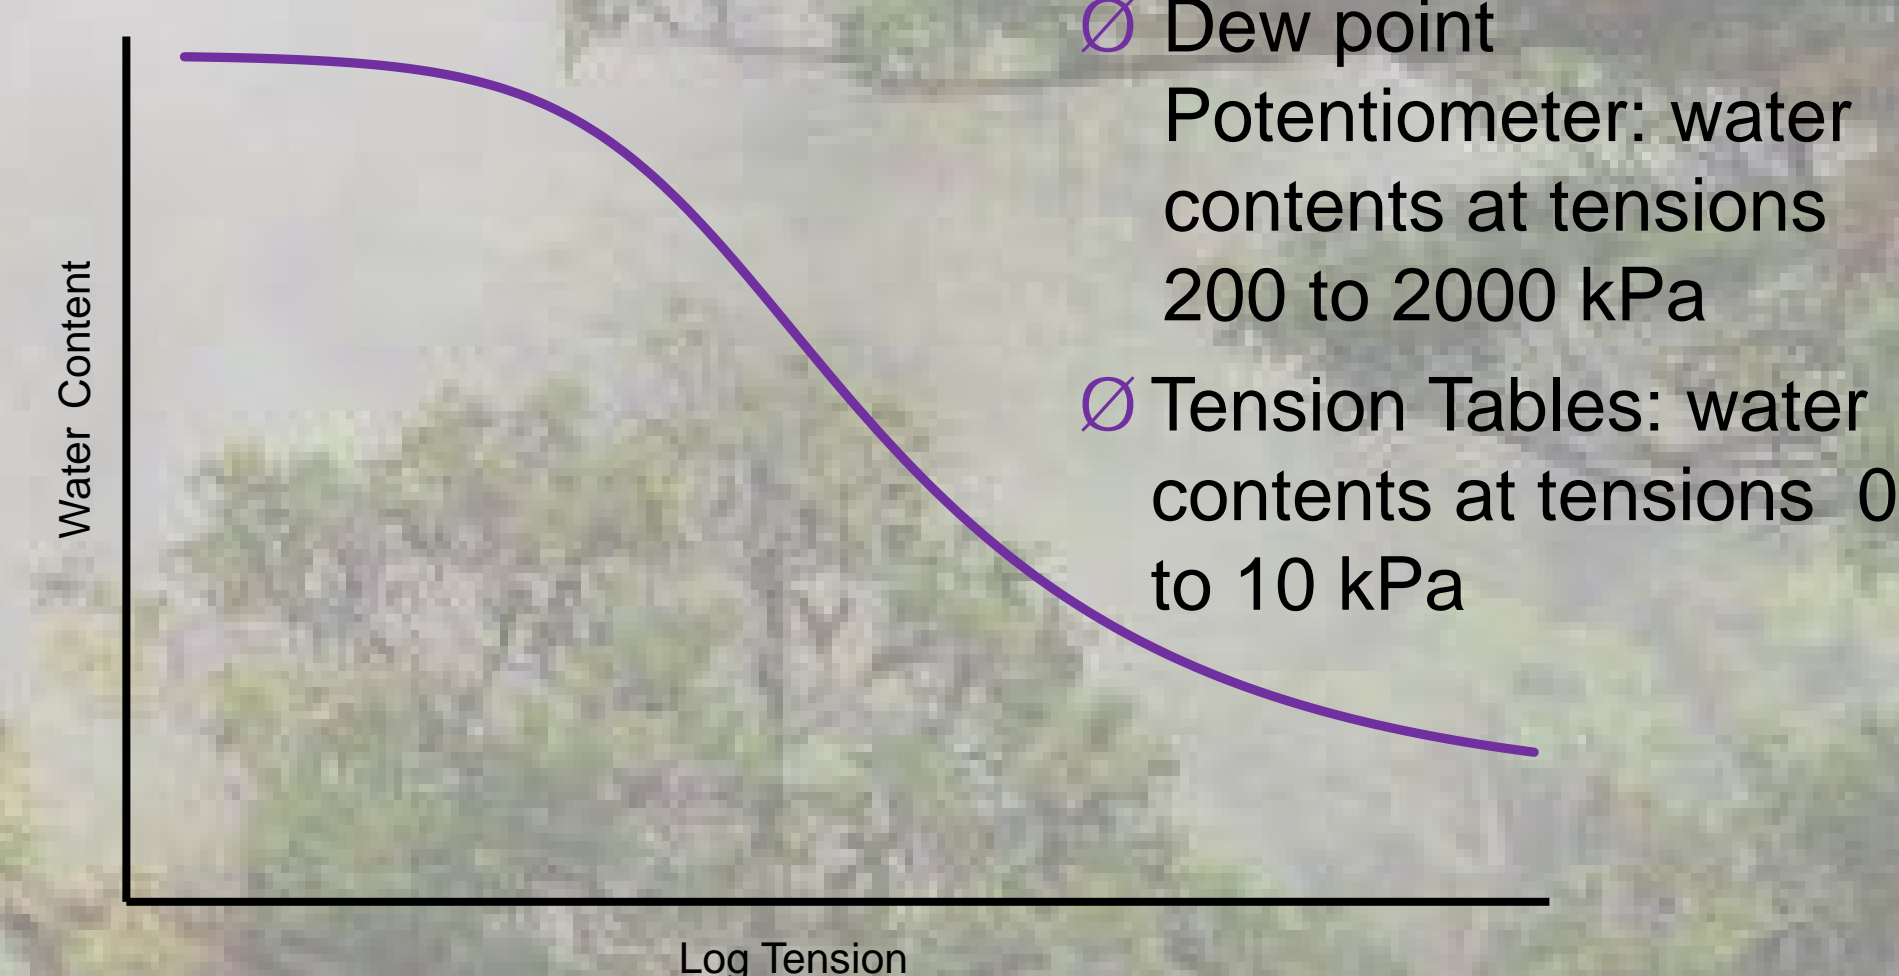 Ø Dew point
Potentiometer: water
contents at tensions
200 to 2000 kPa
Ø Tension Tables: water
contents at tensions  0
to 10 kPa
Water Content
Log Tension